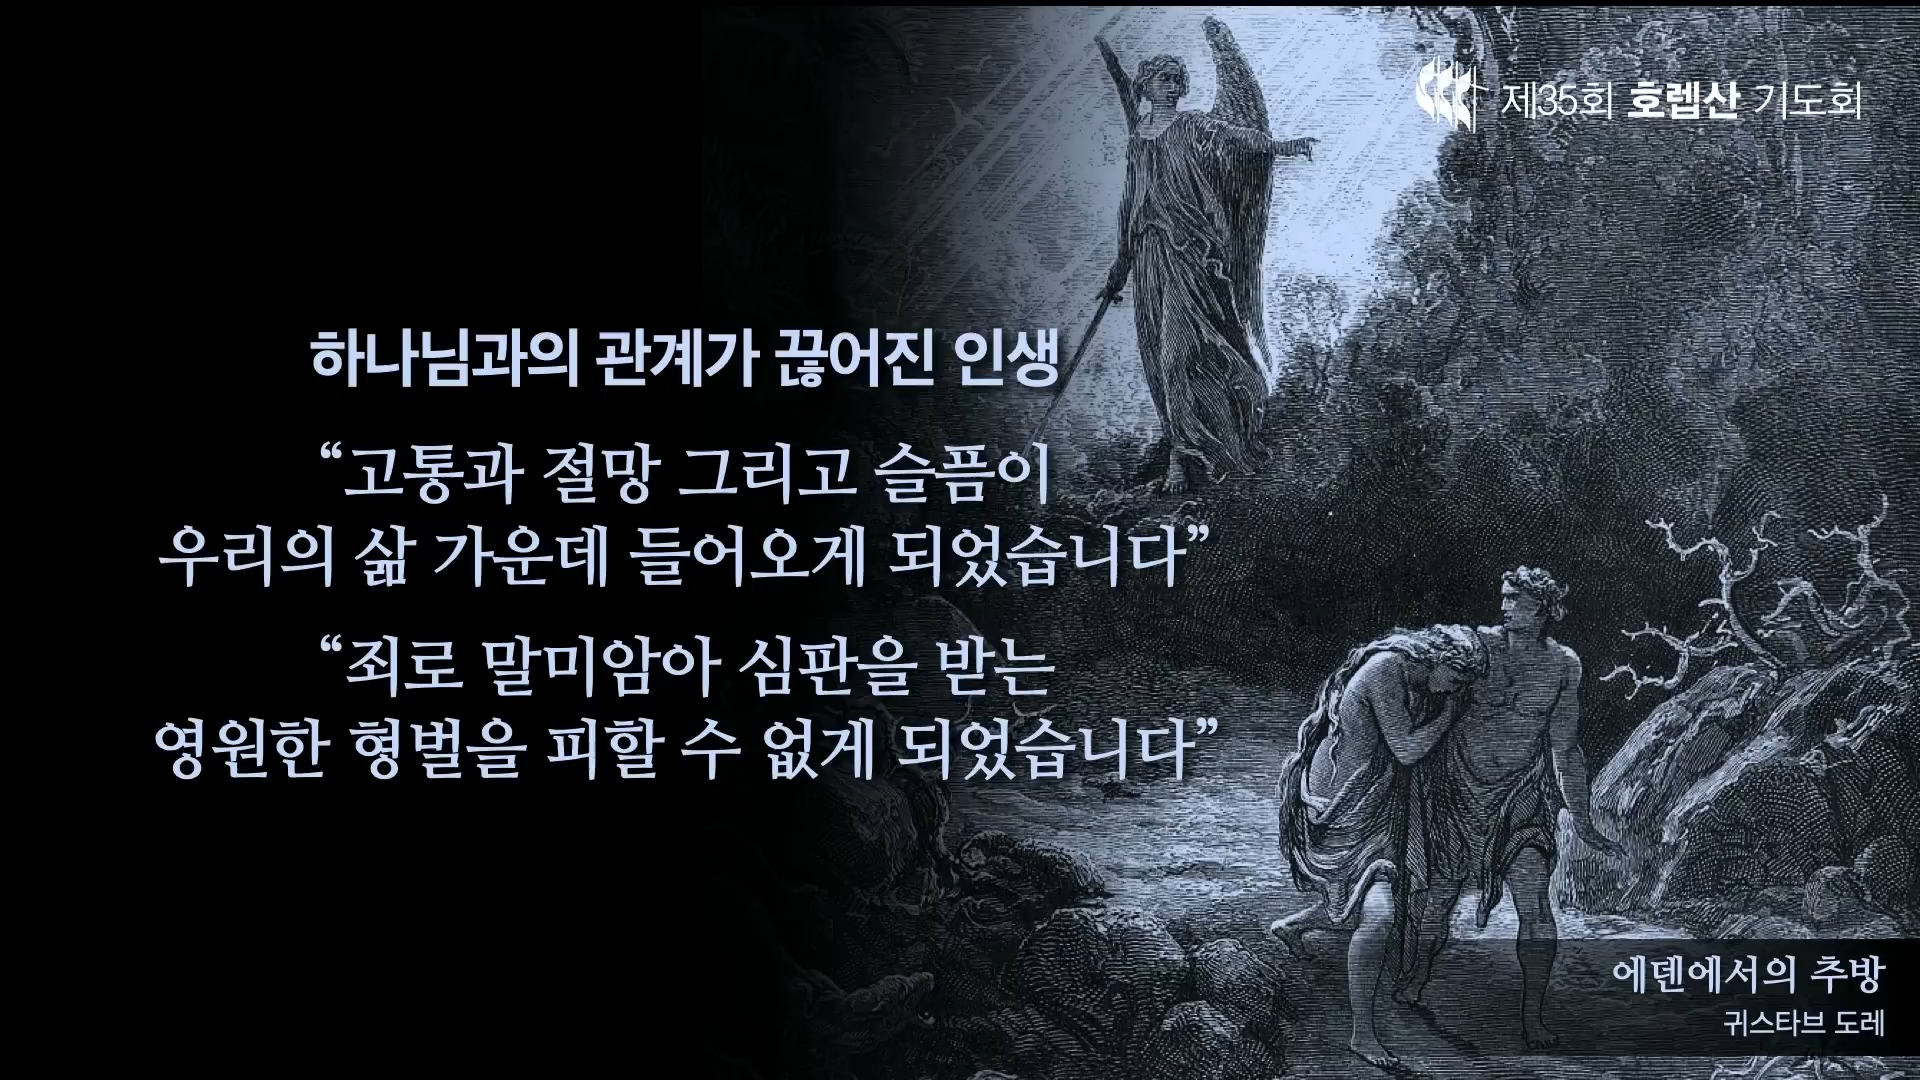 제35회 호렙산 기도회
하나님과의 관계가 끊어진 인생
“고통과 절망 그리고 슬픔이
우리의 삶 가운데 들어오게 되었습니다”
“죄로 말미암아 심판을 받는
영원한 형벌을 피할 수 없게 되었습니다”
에덴에서의 추방
귀스타브 도레